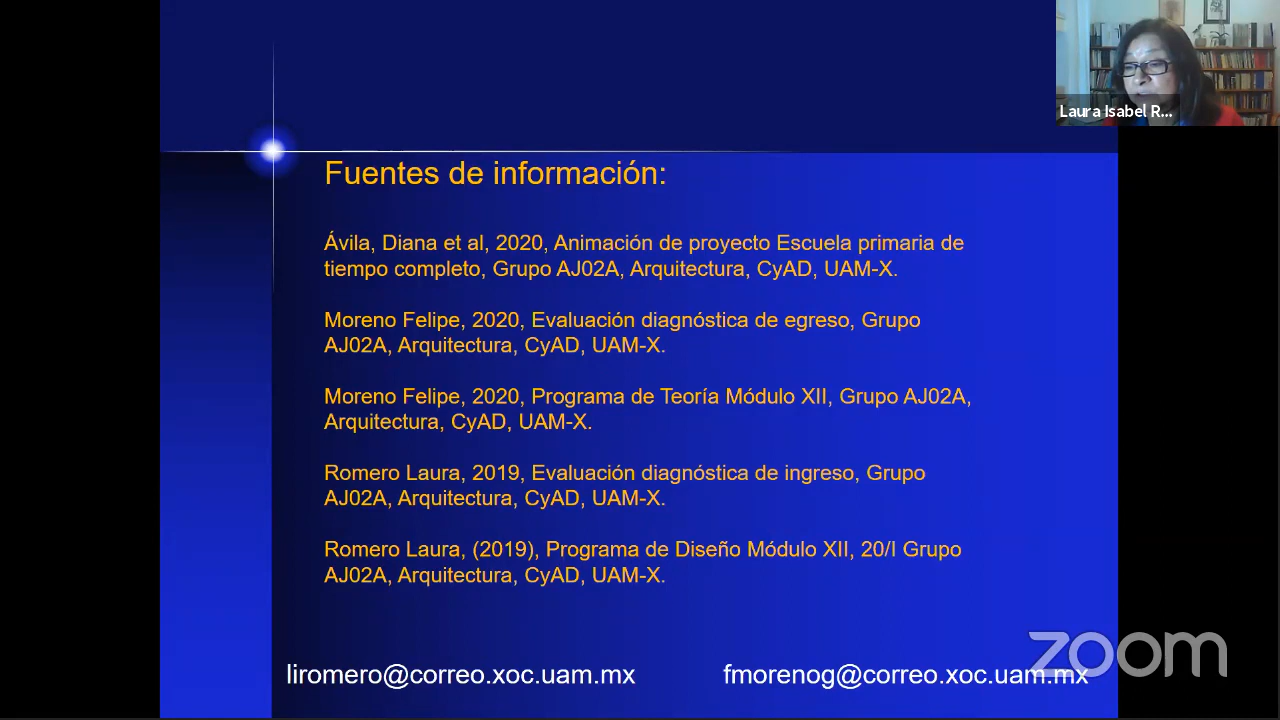 Laura Isabel R...
Fuentes de información:
Ávila, Diana et al, 2020, Animación de proyecto Escuela primaria de
tiempo completo, Grupo AJ02A, Arquitectura, CyAD, UAM-X.
Moreno Felipe, 2020, Evaluación diagnóstica de egreso, Grupo
AJ02A, Arquitectura, CyAD, UAM-X.
Moreno Felipe, 2020, Programa de Teoría Módulo XII, Grupo AJ02A,
Arquitectura, CyAD, UAM-X.
Romero Laura, 2019, Evaluación diagnóstica de ingreso, Grupo
AJ02A, Arquitectura, CyAD, UAM-X.
Romero Laura, (2019), Programa de Diseño Módulo XII, 20/I Grupo
AJ02A, Arquitectura, CyAD, UAM-X.
zoom
liromero@correo.xoc.uam.mx fmorenog@correo.xoc.uam.mx